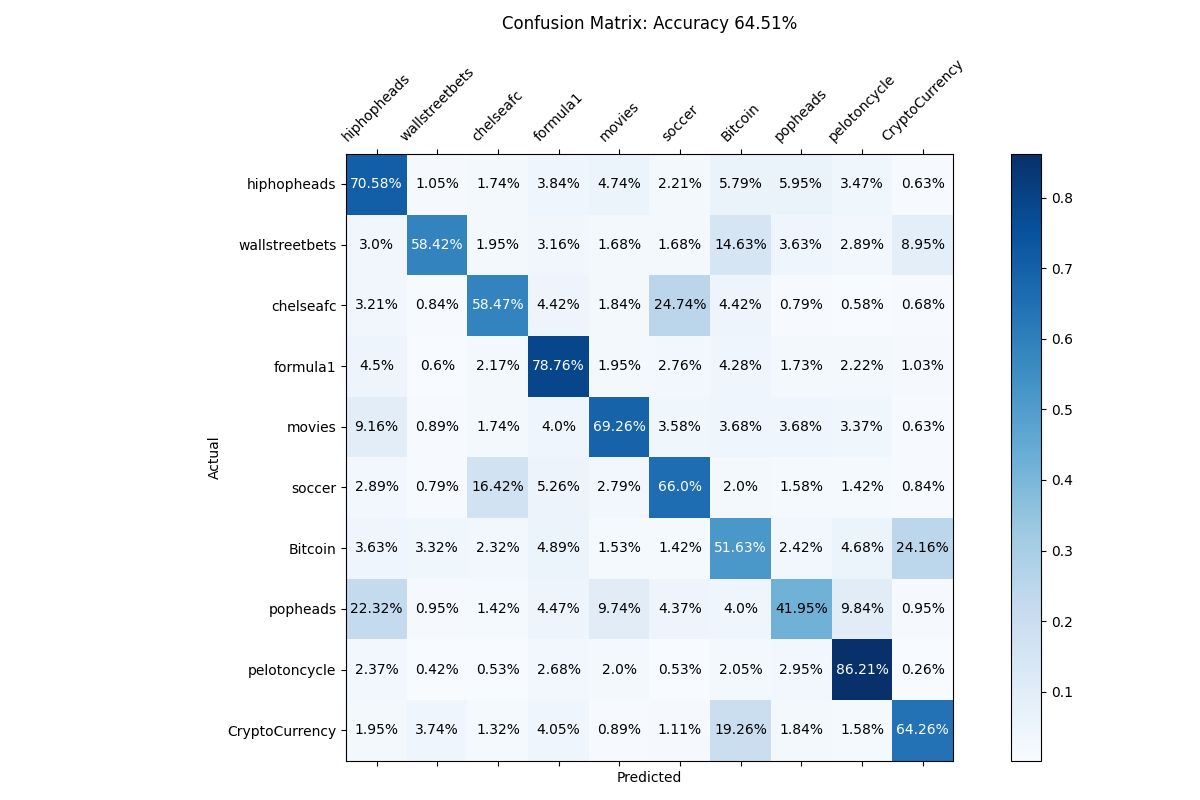 Confusion Matrix: Accuracy 64.51%
hiphopheads wallstreetbets chelseafc formula1 movies soccer Bitcoin popheads pelotoncycle CryptoCurrency
hiphopheads 70.58% 1.05% 1.74% 3.84% 4.74% 2.21% 5.79% 5.95% 3.47% 0.63%
wallstreetbets 3.0% 58.42% 1.95% 3.16% 1.68% 1.68% 14.63% 3.63% 2.89% 8.95%
chelseafc 3.21% 0.84% 58.47% 4.42% 1.84% 24.74% 4.42% 0.79% 0.58% 0.68%
formula1 4.5% 0.6% 2.17% 78.76% 1.95% 2.76% 4.28% 1.73% 2.22% 1.03%
movies 9.16% 0.89% 1.74% 4.0% 69.26% 3.58% 3.68% 3.68% 3.37% 0.63%
soccer 2.89% 0.79% 16.42% 5.26% 2.79% 66.0% 2.0% 1.58% 1.42% 0.84%
Bitcoin 3.63% 3.32% 2.32% 4.89% 1.53% 1.42% 51.63% 2.42% 4.68% 24.16%
popheads 22.32% 0.95% 1.42% 4.47% 9.74% 4.37% 4.0% 41.95% 9.84% 0.95%
pelotoncycle 2.37% 0.42% 0.53% 2.68% 2.0% 0.53% 2.05% 2.95% 86.21% 0.26%
CryptoCurrency 1.95% 3.74% 1.32% 4.05% 0.89% 1.11% 19.26% 1.84% 1.58% 64.26%
Actual
Predicted
0.8
0.7
0.6
0.5
0.4
0.3
0.2
0.1